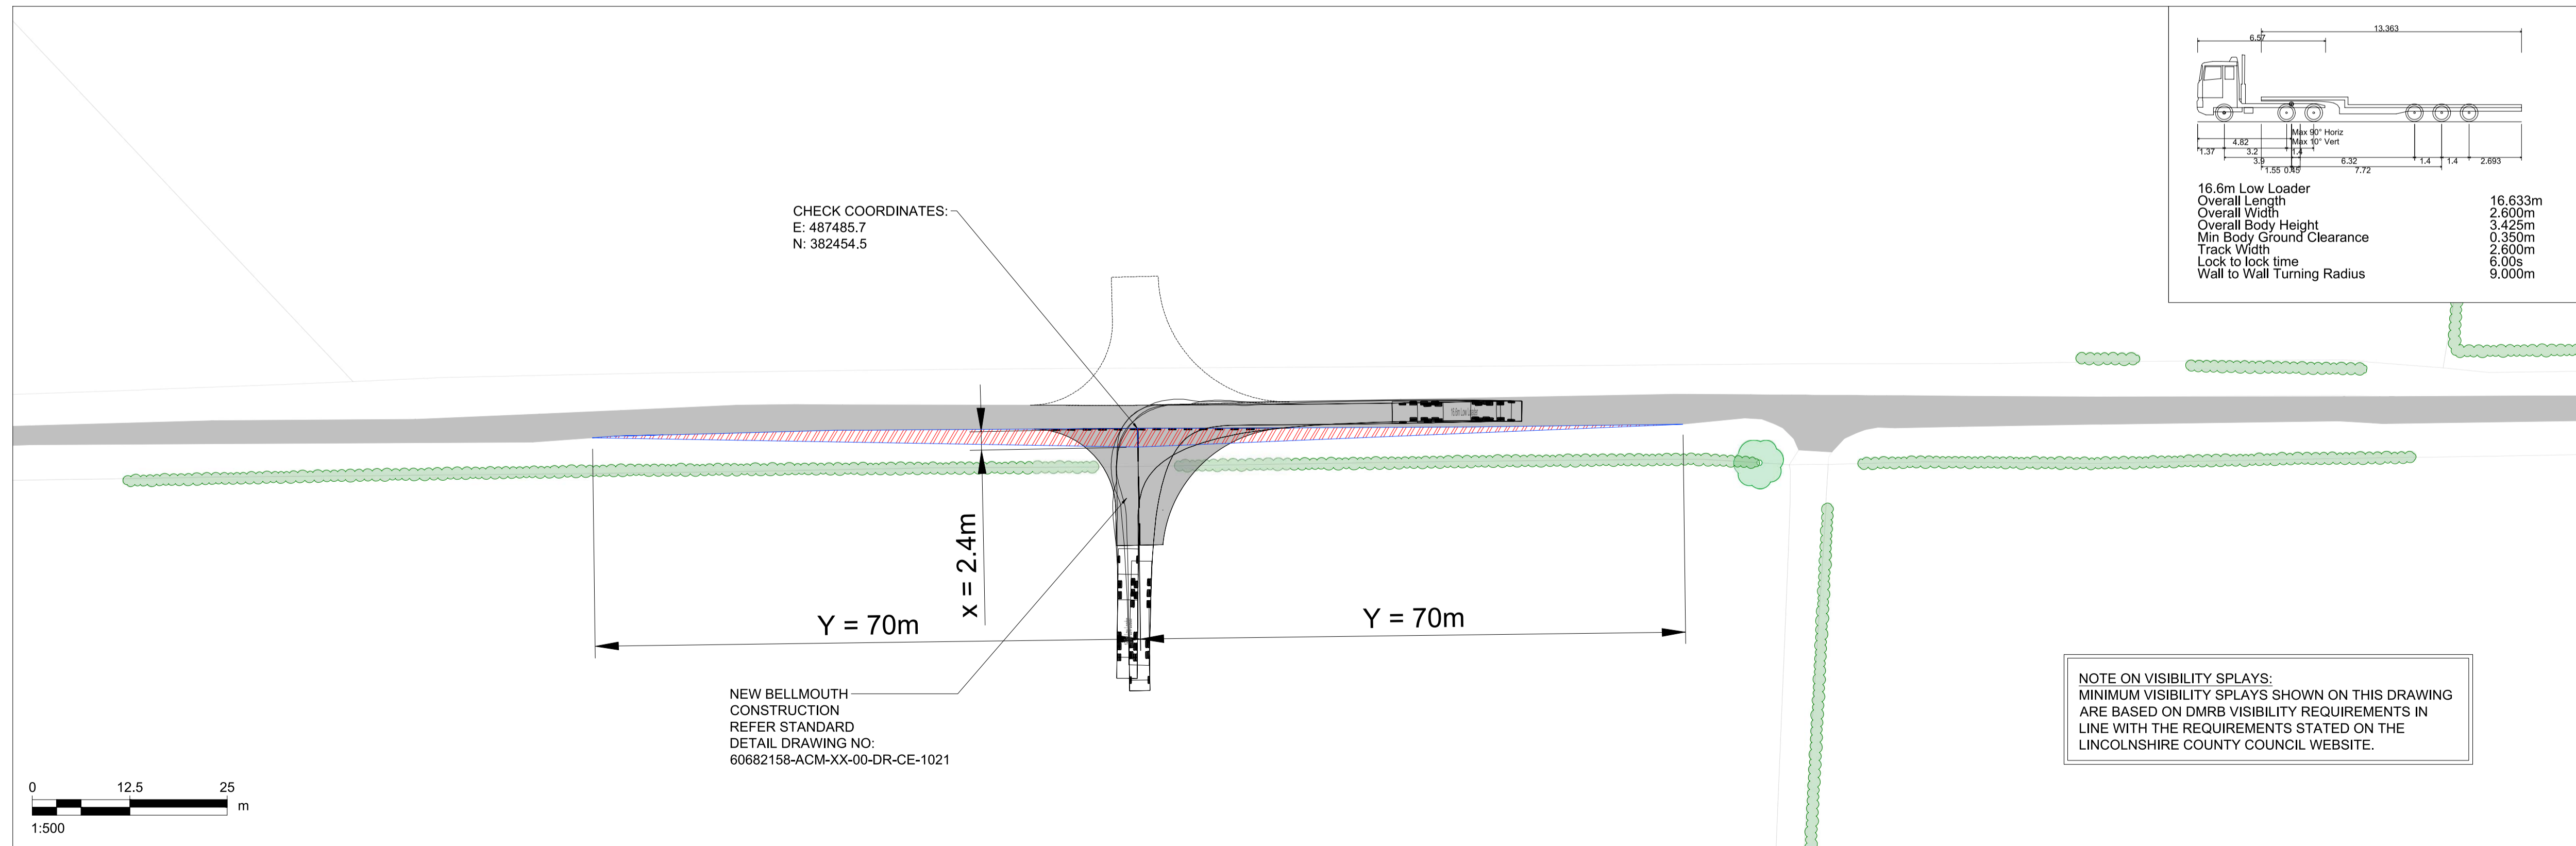 13.363
6.57
Max 90° Horiz
Max 10° Vert
4.82
1.37
3.2
1.4
3.9
6.32
1.4
1.4
2.693
1.55
0.45
7.72
16.6m Low Loader
Overall Length 16.633m
Overall Width 2.600m
Overall Body Height 3.425m
Min Body Ground Clearance 0.350m
Track Width 2.600m
Lock to lock time 6.00s
Wall to Wall Turning Radius 9.000m
CHECK COORDINATES:
E: 487485.7
N: 382454.5
16.6m Low Loader
x = 2.4m
Y = 70m
Y = 70m
NEW BELLMOUTH
CONSTRUCTION
REFER STANDARD
DETAIL DRAWING NO:
60682158-ACM-XX-00-DR-CE-1021
NOTE ON VISIBILITY SPLAYS:
MINIMUM VISIBILITY SPLAYS SHOWN ON THIS DRAWING
ARE BASED ON DMRB VISIBILITY REQUIREMENTS IN
LINE WITH THE REQUIREMENTS STATED ON THE
LINCOLNSHIRE COUNTY COUNCIL WEBSITE.
0 12.5 25
m
1:500